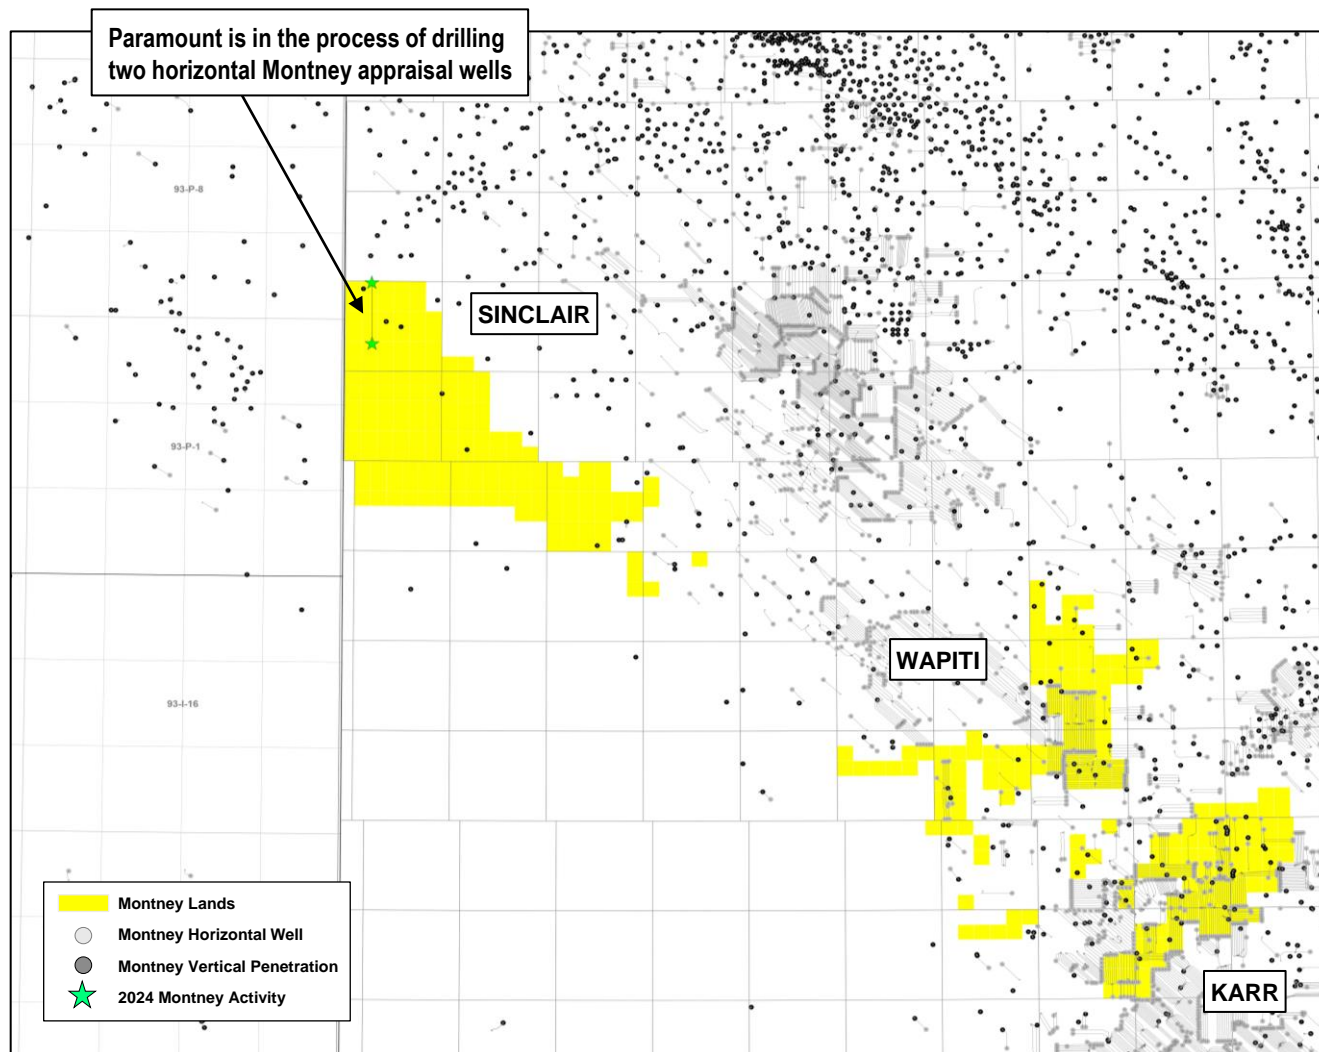 Paramount is in the process of drilling
two horizontal Montney appraisal wells
93-P-8
SINCLAIR
93-P-1
WAPITI
93-I-16
Montney Lands
Montney Horizontal Well
Montney Vertical Penetration
2024 Montney Activity
KARR